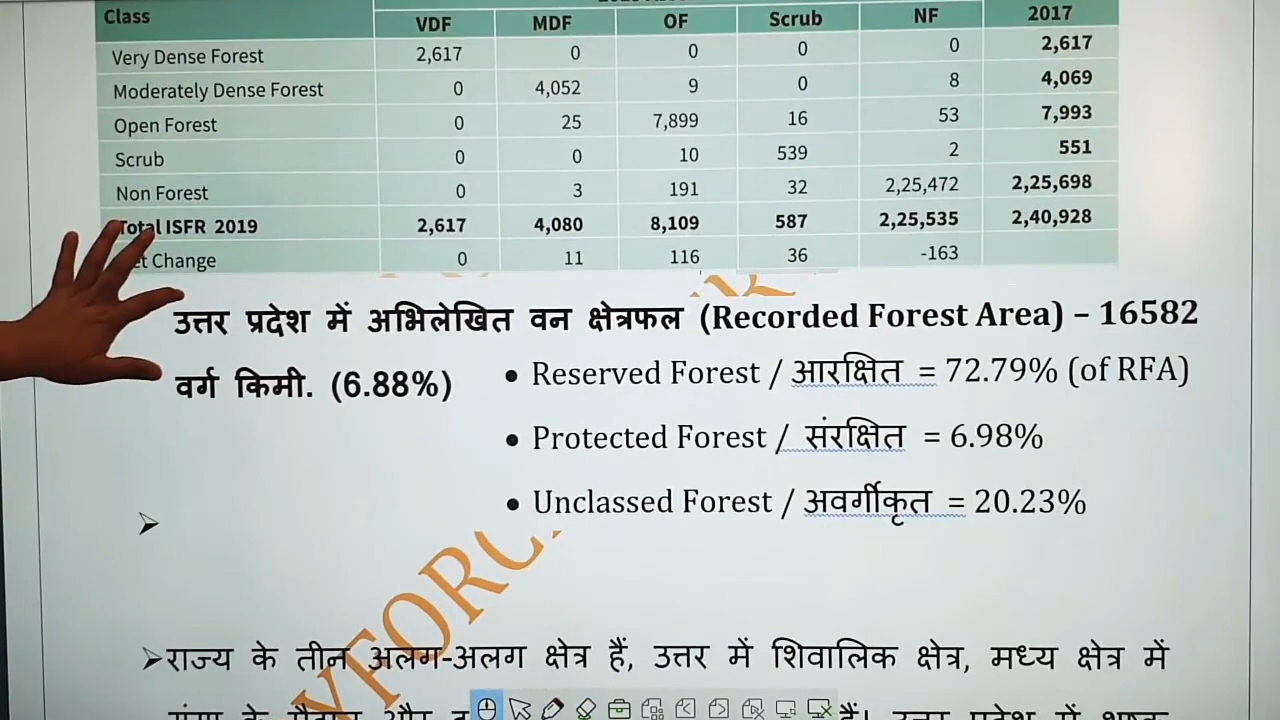 Class VDF MDF OF Scrub NF 2017
Very Dense Forest 2,617 0 0 0 0 2,617
Moderately Dense Forest 0 4,052 9 0 8 4,069
Open Forest 0 25 7,899 16 53 7,993
Scrub 0 0 10 539 2 551
Non Forest 0 3 191 32 2,25,472 2,25,698
Total ISFR 2019 2,617 4,080 8,109 587 2,25,535 2,40,928
Change 0 11 116 36 -163
उत्तर प्रदेश में अभिलेखित वन क्षेत्रफल (Recorded Forest Area) – 16582
वर्ग किमी. (6.88%)
• Reserved Forest / आरक्षित = 72.79% (of RFA)
• Protected Forest / संरक्षित = 6.98%
• Unclassed Forest / अवर्गीकृत = 20.23%
➢
➢राज्य के तीन अलग-अलग क्षेत्र हैं, उत्तर में शिवालिक क्षेत्र, मध्य क्षेत्र में